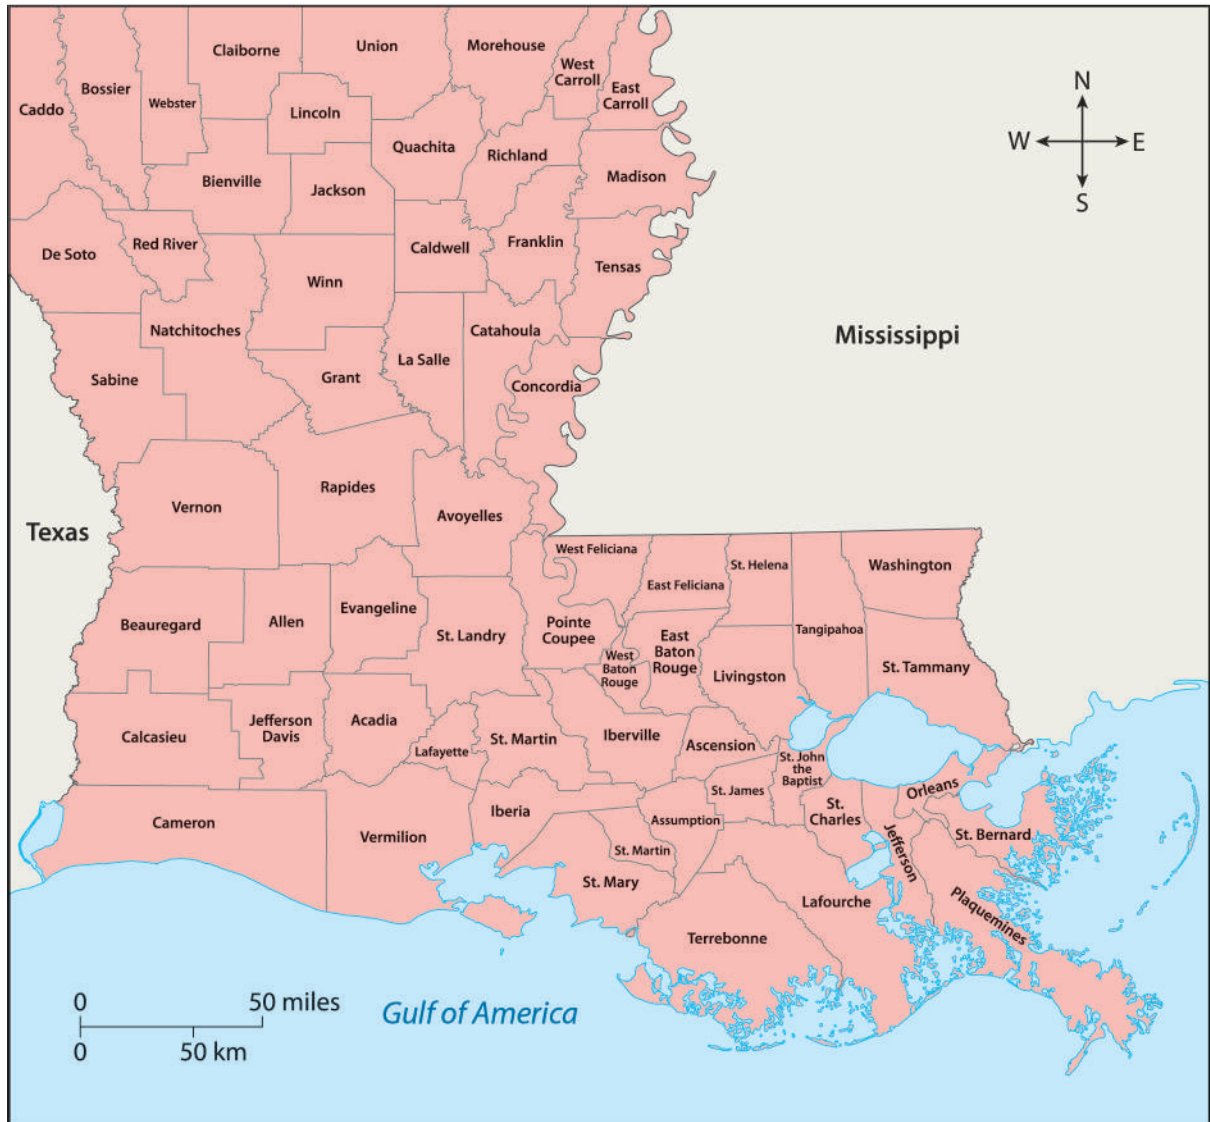 Claiborne
Union
Morehouse
West
Carroll
East
Carroll
Bossier
Webster
Caddo
Lincoln
Quachita
Richland
Madison
Bienville
Jackson
De Soto
Red River
Caldwell
Franklin
Tensas
Winn
Natchitoches
Catahoula
La Salle
Sabine
Grant
Concordia
Vernon
Rapides
Avoyelles
Texas
Mississippi
N
W
E
S
West Feliciana
East Feliciana
St. Helena
Washington
Beauregard
Allen
Evangeline
St. Landry
Pointe
Coupee
West
Baton
Rouge
East
Baton
Rouge
Tangipahoa
Livingston
St. Tammany
Calcasieu
Jefferson
Davis
Acadia
Lafayette
St. Martin
Iberville
Ascension
St. John
the
Baptist
St. James
Orleans
Cameron
Vermilion
Iberia
Assumption
St.
Charles
Jefferson
St. Bernard
St. Martin
St. Mary
Lafourche
Plaquemines
Terrebonne
0
50 miles
0
50 km
Gulf of America